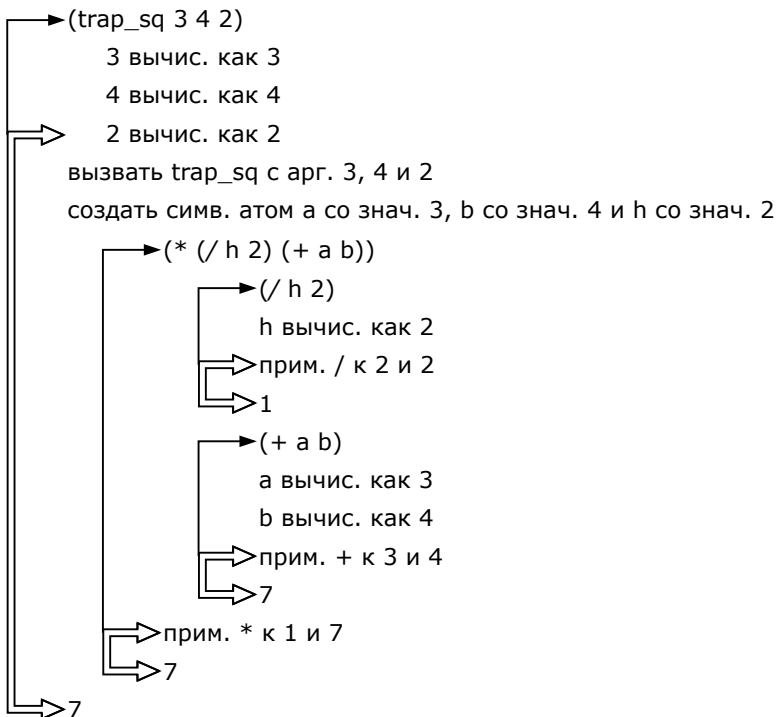 (trap_sq 3 4 2)
3 вычис. как 3
4 вычис. как 4
2 вычис. как 2
вызвать trap_sq с арг. 3, 4 и 2
создать симв. атом a со знач. 3, b со знач. 4 и h со знач. 2
(* (/ h 2) (+ a b))
(/ h 2)
h вычис. как 2
прим. / к 2 и 2
1
(+ a b)
a вычис. как 3
b вычис. как 4
прим. + к 3 и 4
7
прим. * к 1 и 7
7
7